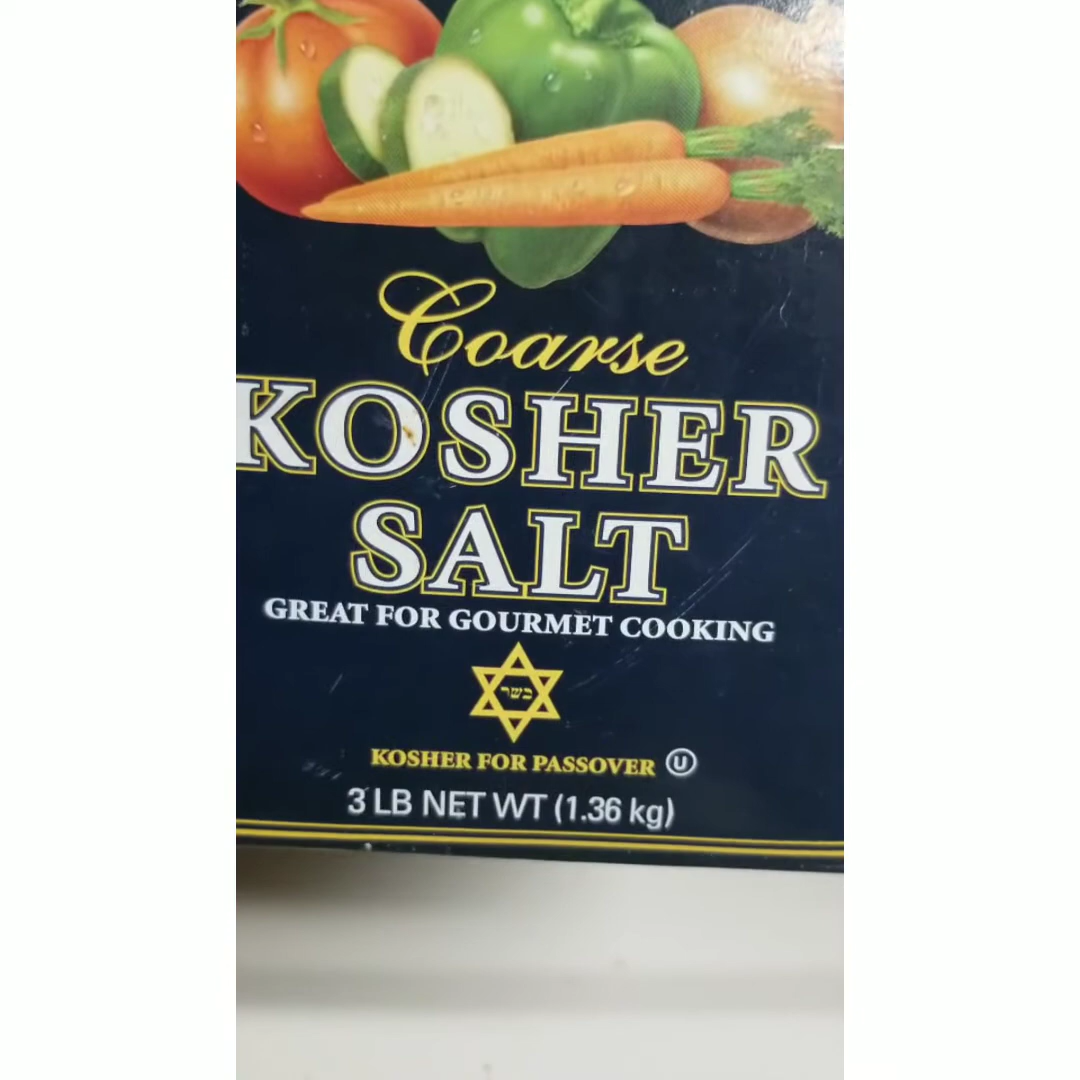 Coarse
KOSHER
SALT
GREAT FOR GOURMET COOKING
כשר
KOSHER FOR PASSOVER U
3 LB NET WT (1.36 kg)